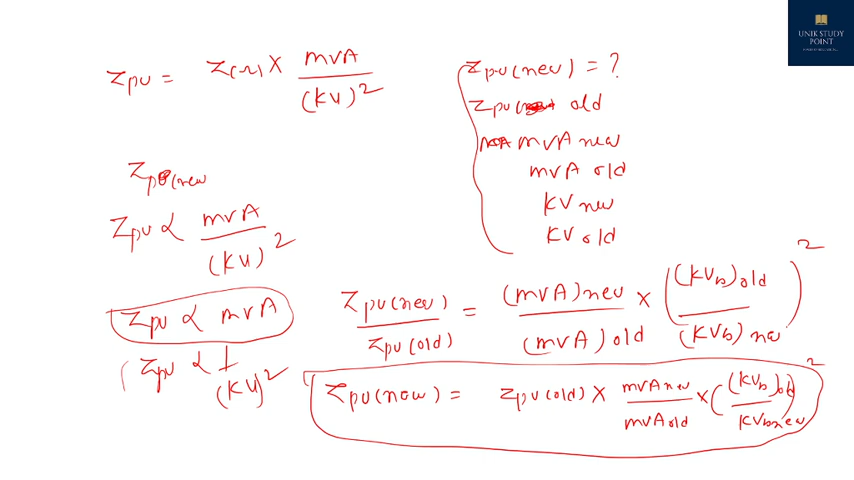 UNIK STUDY
POINT
Zpu = Z(Ω) × MVA / (KV)²
Zpu(new
Zpu ∝ MVA / (KV)²
Zpu ∝ MVA
Zpu ∝ 1 / (KV)²
Zpu(new) = ?
Zpu old
MVA new
MVA old
KV new
KV old
Zpu(new) / Zpu(old) = (MVA)new / (MVA)old × ((KVb)old / (KVb)new)²
Zpu(new) = Zpu(old) × MVAnew / MVAold × ((KVb)old / KVbnew)²